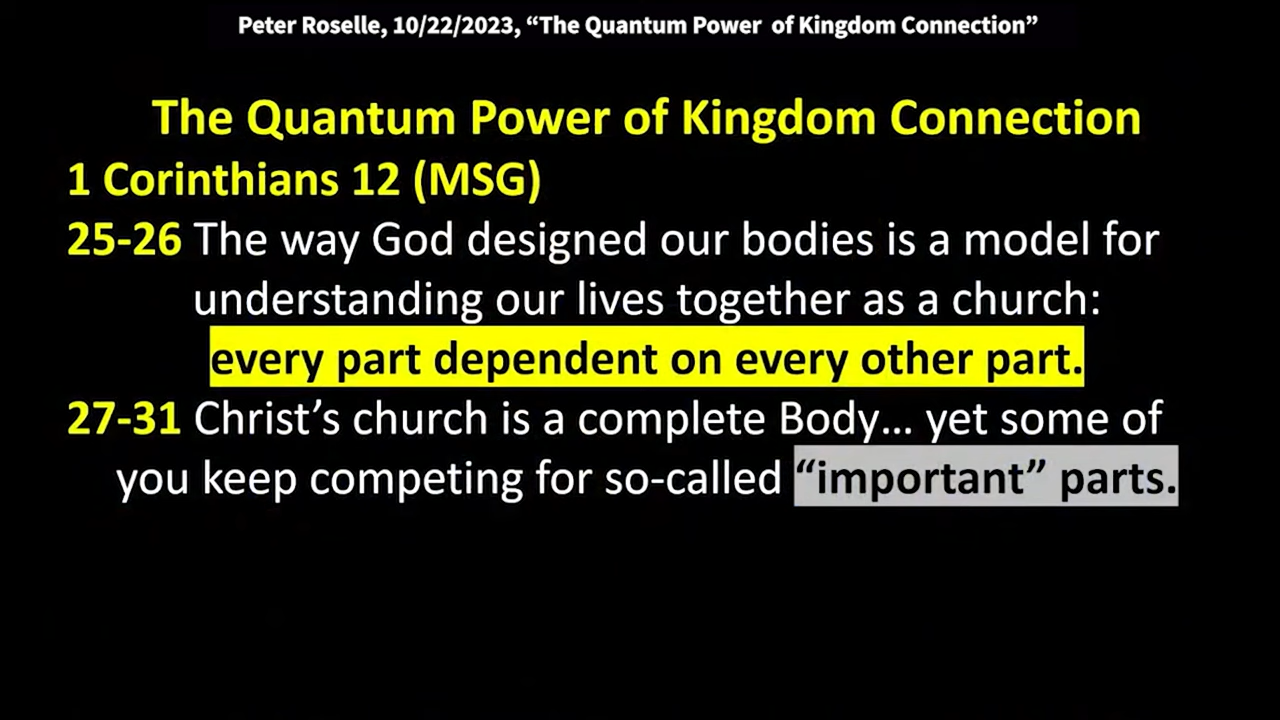 Peter Roselle, 10/22/2023, “The Quantum Power  of Kingdom Connection”
The Quantum Power of Kingdom Connection
1 Corinthians 12 (MSG)
25-26 The way God designed our bodies is a model for
understanding our lives together as a church:
every part dependent on every other part.
27-31 Christ’s church is a complete Body… yet some of
you keep competing for so-called “important” parts.